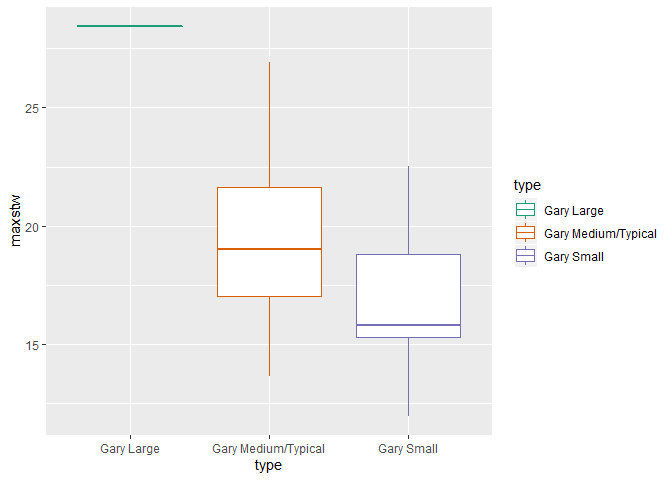 maxstw
25
20
15
Gary Large
Gary Medium/Typical
Gary Small
type
type
Gary Large
Gary Medium/Typical
Gary Small